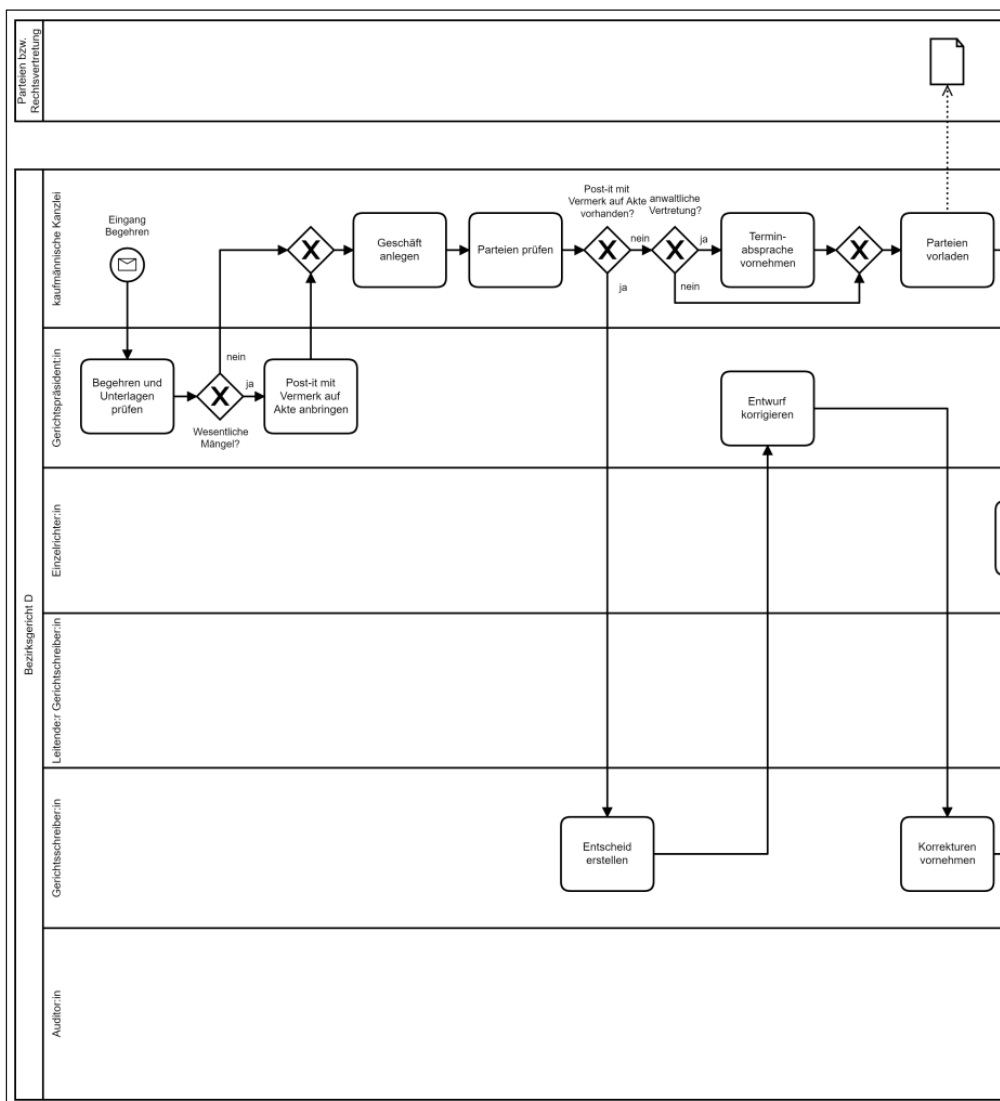 Parteien bzw.
Rechtsvertretung
Bezirksgericht D
kaufmännische Kanzlei
Eingang
Begehren
Geschäft
anlegen
Parteien prüfen
Post-it mit
Vermerk auf Akte
vorhanden?
nein
ja
anwaltliche
Vertretung?
ja
nein
Termin-
absprache
vornehmen
Parteien
vorladen
Gerichtspräsident:in
Begehren und
Unterlagen
prüfen
nein
ja
Wesentliche
Mängel?
Post-it mit
Vermerk auf
Akte anbringen
Entwurf
korrigieren
Einzelrichter:in
Leitende:r Gerichtschreiber:in
Gerichtsschreiber:in
Entscheid
erstellen
Korrekturen
vornehmen
Auditor:in